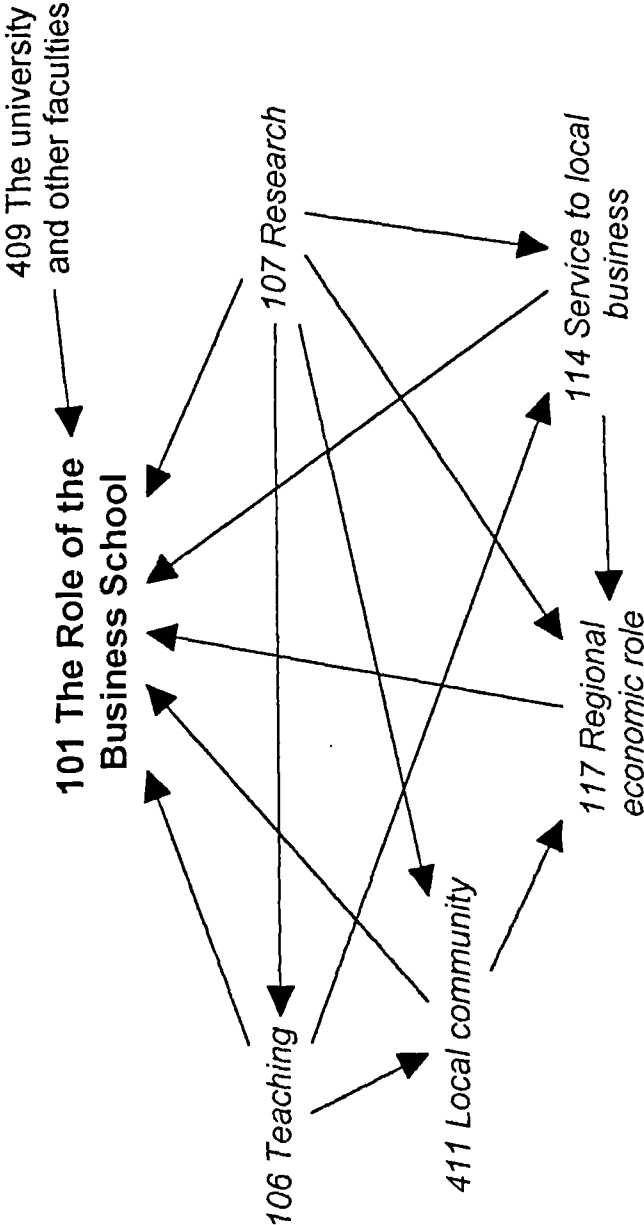 409 The university
and other faculties
101 The Role of the
Business School
107 Research
106 Teaching
114 Service to local
business
411 Local community
117 Regional
economic role